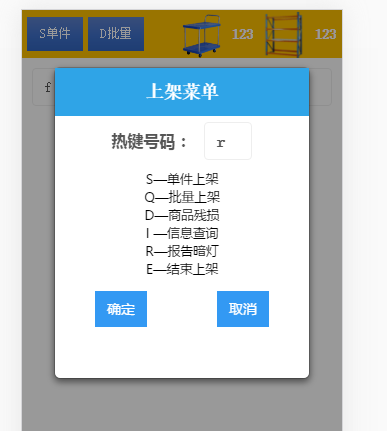 S单件 D批量 123 123
f
上架菜单
热键号码： r
S—单件上架
Q—批量上架
D—商品残损
I —信息查询
R—报告暗灯
E—结束上架
确定 取消